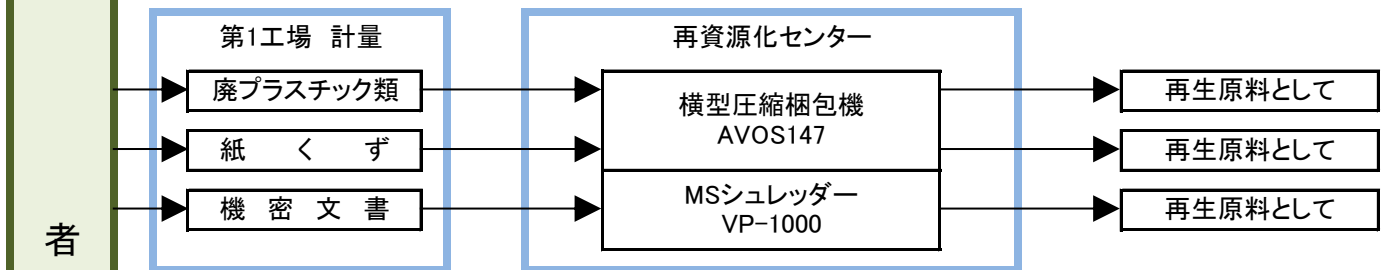 第1工場 計量
再資源化センター
廃プラスチック類
横型圧縮梱包機
AVOS147
再生原料として
紙くず
再生原料として
機密文書
MSシュレッダー
VP-1000
再生原料として
者